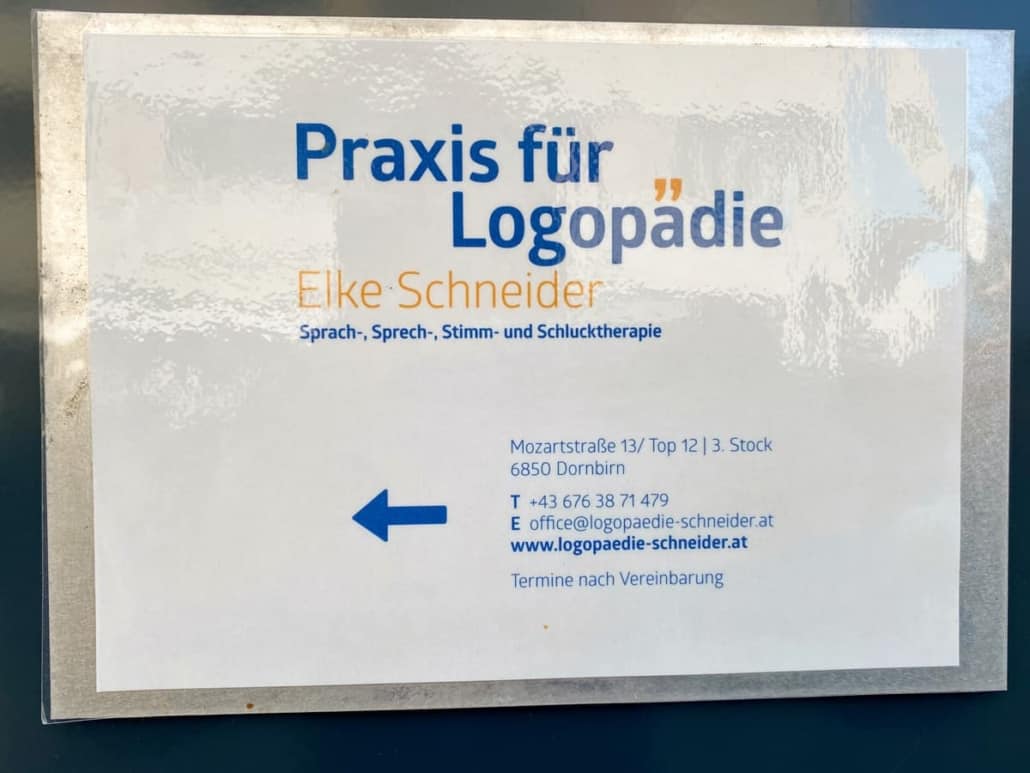 Praxis für
Logopädie
Elke Schneider
Sprach-, Sprech-, Stimm- und Schlucktherapie
Mozartstraße 13/ Top 12 | 3. Stock
6850 Dornbirn
T +43 676 38 71 479
E office@logopaedie-schneider.at
www.logopaedie-schneider.at
Termine nach Vereinbarung